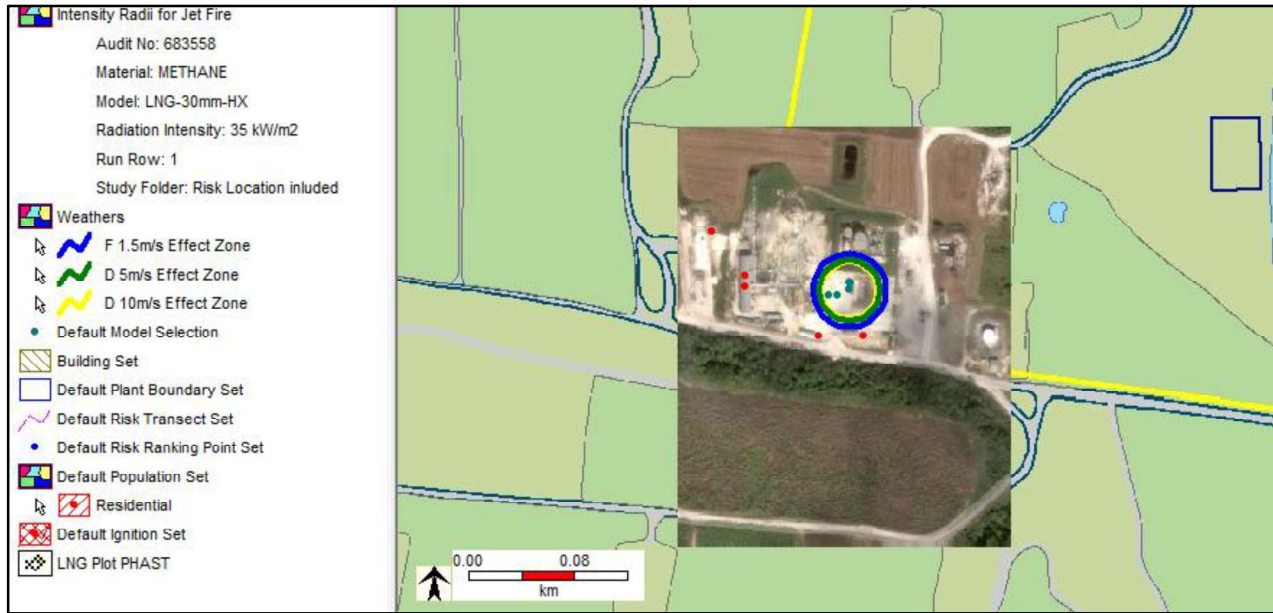 Intensity Radii for Jet Fire
Audit No: 683558
Material: METHANE
Model: LNG-30mm-HX
Radiation Intensity: 35 kW/m2
Run Row: 1
Study Folder: Risk Location inluded
Weathers
F 1.5m/s Effect Zone
D 5m/s Effect Zone
D 10m/s Effect Zone
Default Model Selection
Building Set
Default Plant Boundary Set
Default Risk Transect Set
Default Risk Ranking Point Set
Default Population Set
Residential
Default Ignition Set
LNG Plot PHAST
0.00 0.08
km